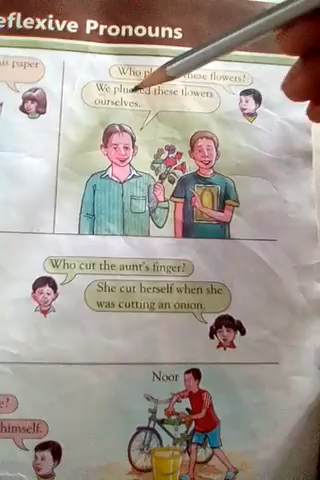 eflexive Pronouns
us paper
Who these flowers?
We plucked these flowers
ourselves.
Who cut the aunt's finger?
She cut herself when she
was cutting an onion.
Noor
e?
himself.